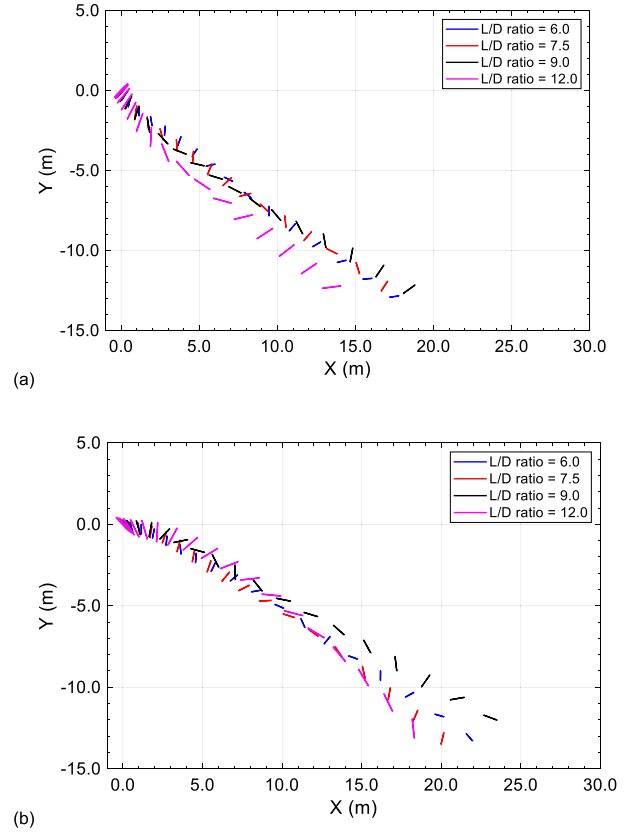 5.0
L/D ratio = 6.0
L/D ratio = 7.5
0.0
L/D ratio = 9.0
L/D ratio = 12.0
Y (m)
-5.0
-10.0
-15.0
0.0 5.0 10.0 15.0 20.0 25.0 30.0
X (m)
(a)
5.0
L/D ratio = 6.0
L/D ratio = 7.5
L/D ratio = 9.0
0.0
L/D ratio = 12.0
Y (m)
-5.0
-10.0
-15.0
0.0 5.0 10.0 15.0 20.0 25.0 30.0
X (m)
(b)